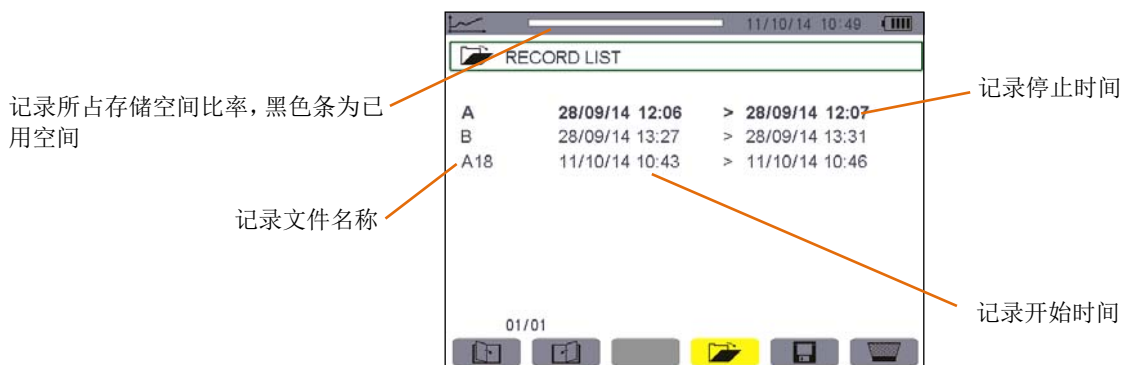 11/10/14 10:49
RECORD LIST
记录所占存储空间比率，黑色条为已
用空间
记录停止时间
A 28/09/14 12:06 > 28/09/14 12:07
B 28/09/14 13:27 > 28/09/14 13:31
A18 11/10/14 10:43 > 11/10/14 10:46
记录文件名称
记录开始时间
01/01